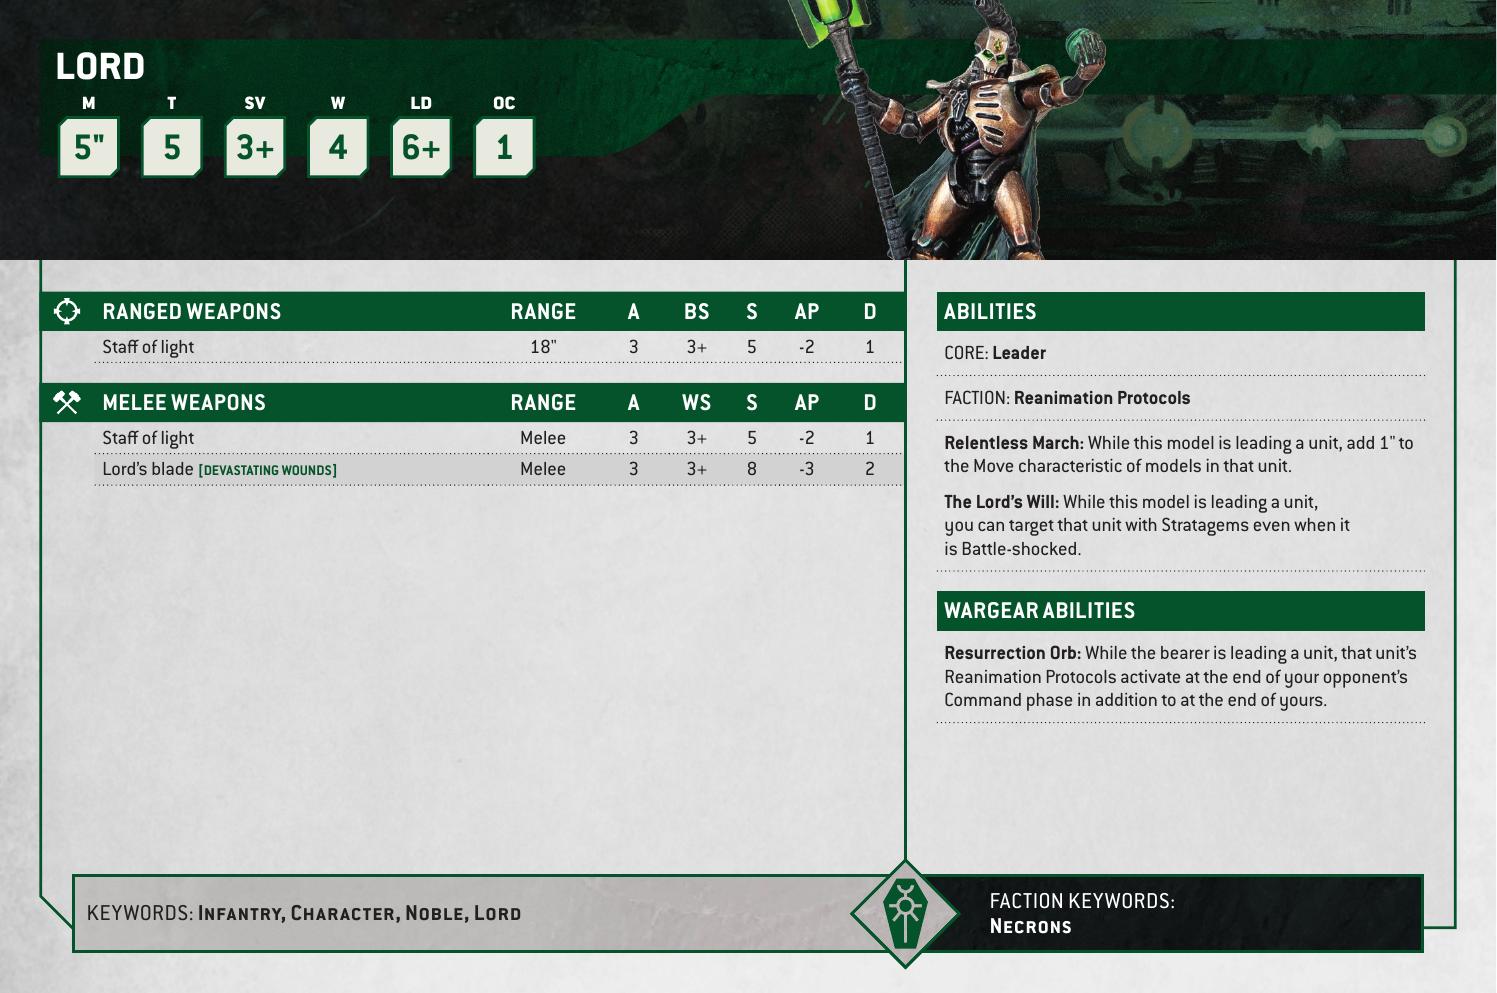 LORD
M T SV W LD OC
5" 5 3+ 4 6+ 1
RANGED WEAPONS RANGE A BS S AP D
Staff of light 18" 3 3+ 5 -2 1
MELEE WEAPONS RANGE A WS S AP D
Staff of light Melee 3 3+ 5 -2 1
Lord's blade [DEVASTATING WOUNDS] Melee 3 3+ 8 -3 2
ABILITIES
CORE: Leader
FACTION: Reanimation Protocols
Relentless March: While this model is leading a unit, add 1" to
the Move characteristic of models in that unit.
The Lord's Will: While this model is leading a unit,
you can target that unit with Stratagems even when it
is Battle-shocked.
WARGEAR ABILITIES
Resurrection Orb: While the bearer is leading a unit, that unit's
Reanimation Protocols activate at the end of your opponent's
Command phase in addition to at the end of yours.
KEYWORDS: INFANTRY, CHARACTER, NOBLE, LORD
FACTION KEYWORDS:
NECRONS